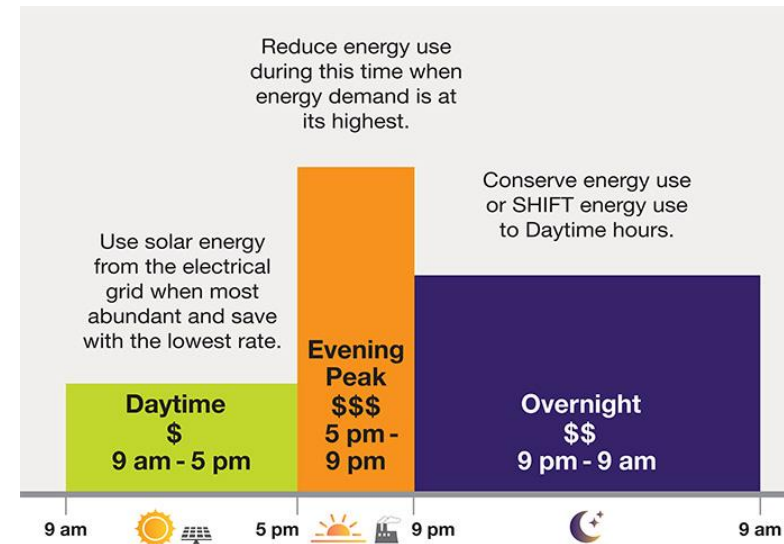 Reduce energy use
during this time when
energy demand is at
its highest.
Conserve energy use
or SHIFT energy use
to Daytime hours.
Use solar energy
from the electrical
grid when most
abundant and save
with the lowest rate.
Daytime
$
9 am - 5 pm
Evening
Peak
$$$
5 pm -
9 pm
Overnight
$$
9 pm - 9 am
9 am
5 pm
9 pm
9 am